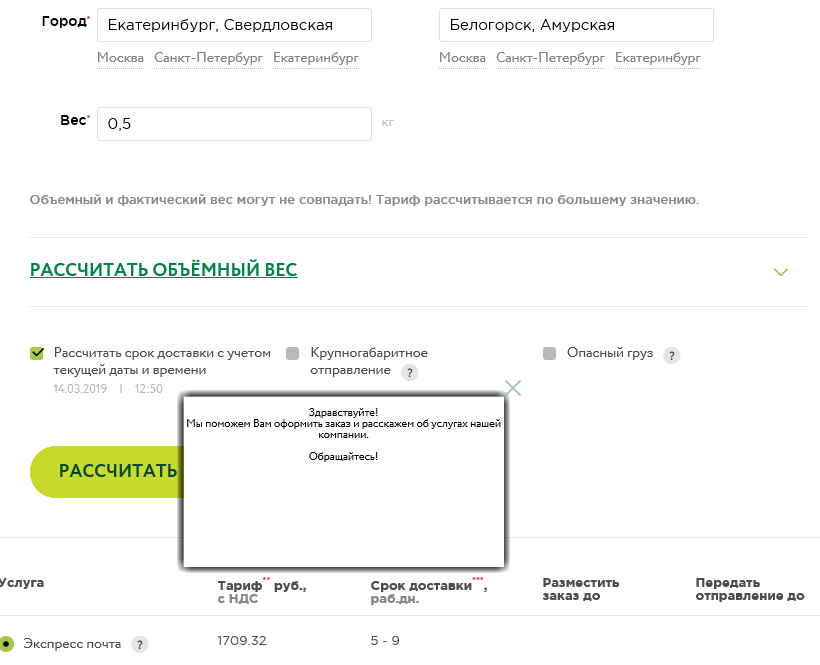 Город* Екатеринбург, Свердловская Белогорск, Амурская
Москва Санкт-Петербург Екатеринбург Москва Санкт-Петербург Екатеринбург
Вес* 0,5 кг
Объемный и фактический вес могут не совпадать! Тариф рассчитывается по большему значению.
РАССЧИТАТЬ ОБЪЁМНЫЙ ВЕС
Рассчитать срок доставки с учетом Крупногабаритное Опасный груз ?
текущей даты и времени отправление ?
14.03.2019 | 12:50
Здравствуйте!
Мы поможем Вам оформить заказ и расскажем об услугах нашей
компании.
Обращайтесь!
РАССЧИТАТЬ
Услуга Тариф** руб., Срок доставки***, Разместить Передать
с НДС раб.дн. заказ до отправление до
Экспресс почта ? 1709.32 5 - 9